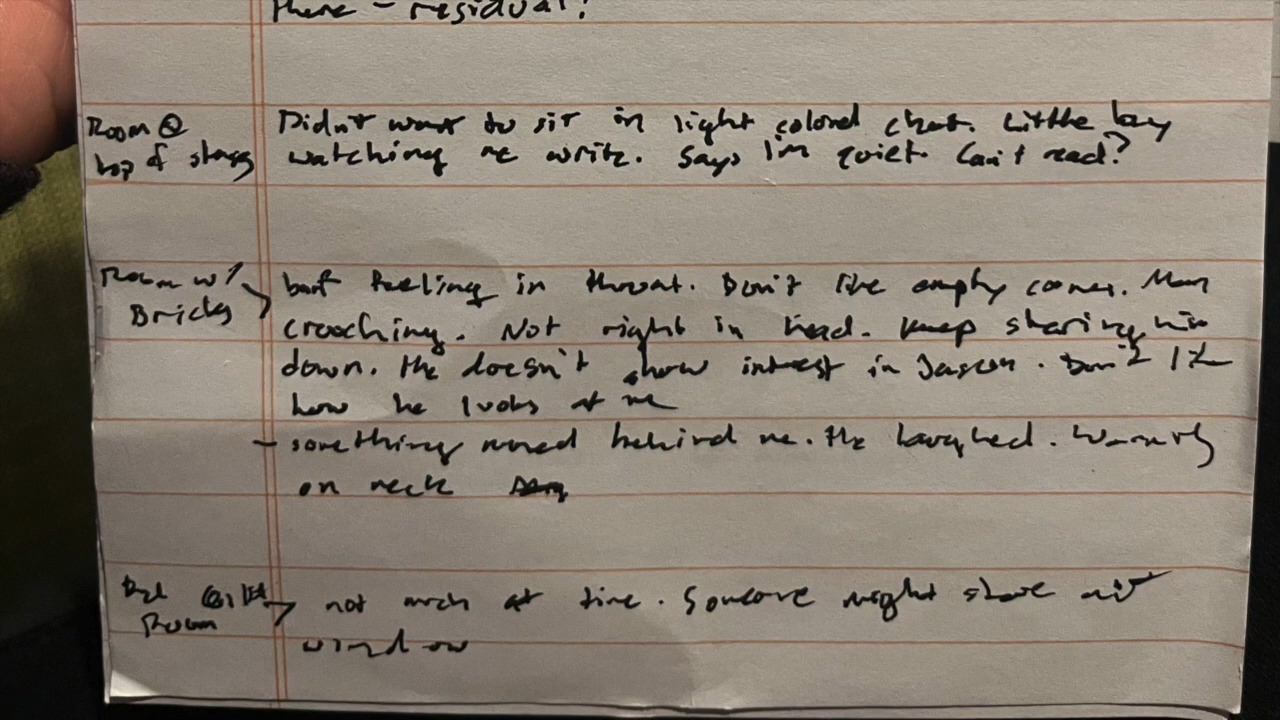 there - residual?
Room @
top of stairs
Didn't want to sit in light colored chair. Little boy
watching me write. Says I'm quiet. Can't read?
Room w/
Bricks
feeling in throat. Don't like empty corner. Man
crouching. Not right in head. Keep staring him
down. He doesn't show intrest in Jason. Don't like
how he looks at me
- something moved behind me. He laughed.
on neck
Room
not much at time. Someone might stare out
window